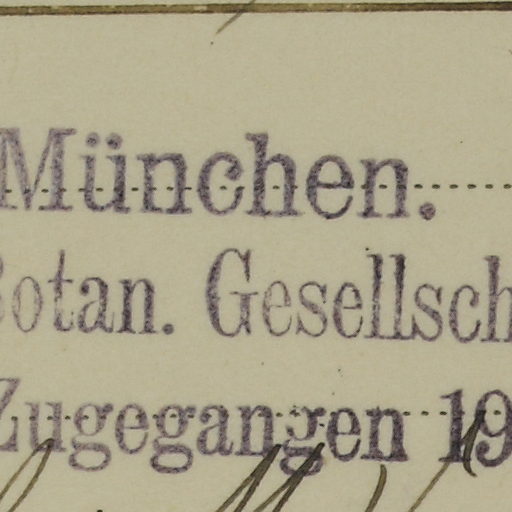 München.
Botan. Gesellsch
Zugegangen 19